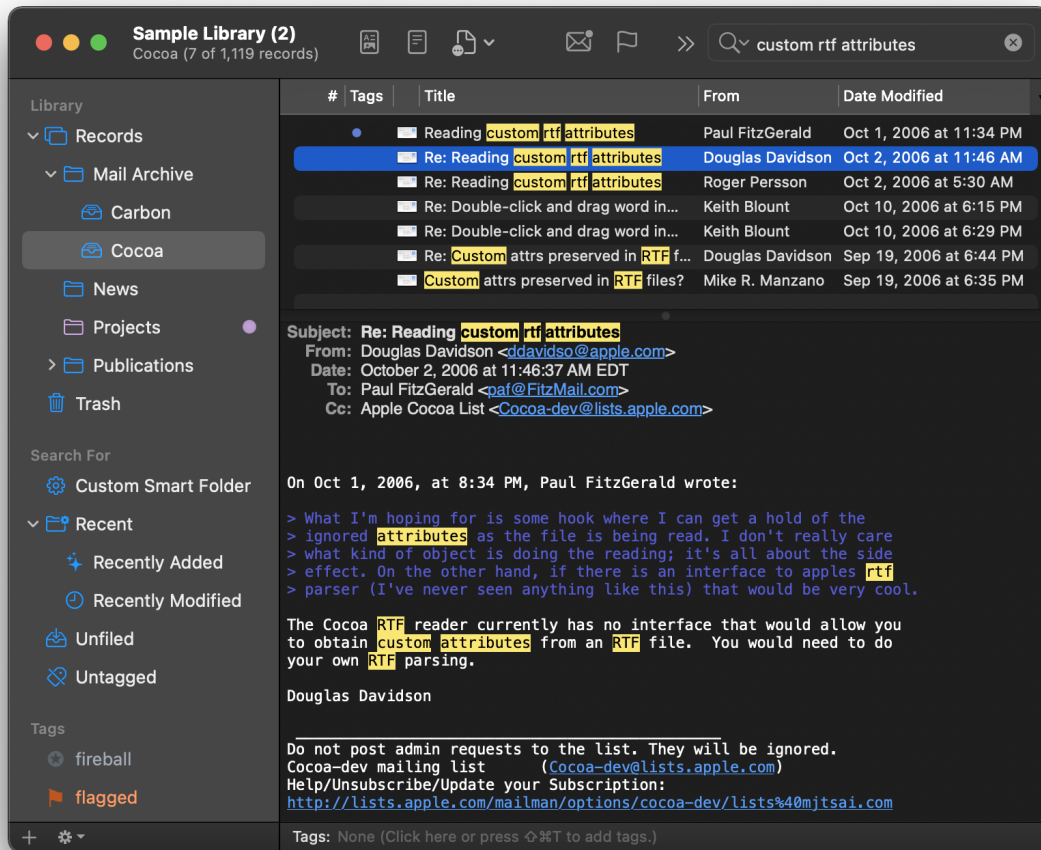 Sample Library (2)
Cocoa (7 of 1,119 records)
custom rtf attributes
Library
Records
Mail Archive
Carbon
Cocoa
News
Projects
Publications
Trash
Search For
Custom Smart Folder
Recent
Recently Added
Recently Modified
Unfiled
Untagged
Tags
fireball
flagged
# Tags Title From Date Modified
Reading custom rtf attributes Paul FitzGerald Oct 1, 2006 at 11:34 PM
Re: Reading custom rtf attributes Douglas Davidson Oct 2, 2006 at 11:46 AM
Re: Reading custom rtf attributes Roger Persson Oct 2, 2006 at 5:30 AM
Re: Double-click and drag word in... Keith Blount Oct 10, 2006 at 6:15 PM
Re: Double-click and drag word in... Keith Blount Oct 10, 2006 at 6:29 PM
Re: Custom attrs preserved in RTF f... Douglas Davidson Sep 19, 2006 at 6:44 PM
Custom attrs preserved in RTF files? Mike R. Manzano Sep 19, 2006 at 6:35 PM
Subject: Re: Reading custom rtf attributes
From: Douglas Davidson <ddavidso@apple.com>
Date: October 2, 2006 at 11:46:37 AM EDT
To: Paul FitzGerald <paf@FitzMail.com>
Cc: Apple Cocoa List <Cocoa-dev@lists.apple.com>
On Oct 1, 2006, at 8:34 PM, Paul FitzGerald wrote:
> What I'm hoping for is some hook where I can get a hold of the
> ignored attributes as the file is being read. I don't really care
> what kind of object is doing the reading; it's all about the side
> effect. On the other hand, if there is an interface to apples rtf
> parser (I've never seen anything like this) that would be very cool.
The Cocoa RTF reader currently has no interface that would allow you
to obtain custom attributes from an RTF file.  You would need to do
your own RTF parsing.
Douglas Davidson
Do not post admin requests to the list. They will be ignored.
Cocoa-dev mailing list      (Cocoa-dev@lists.apple.com)
Help/Unsubscribe/Update your Subscription:
http://lists.apple.com/mailman/options/cocoa-dev/lists%40mjtsai.com
Tags: None (Click here or press ⇧⌘T to add tags.)